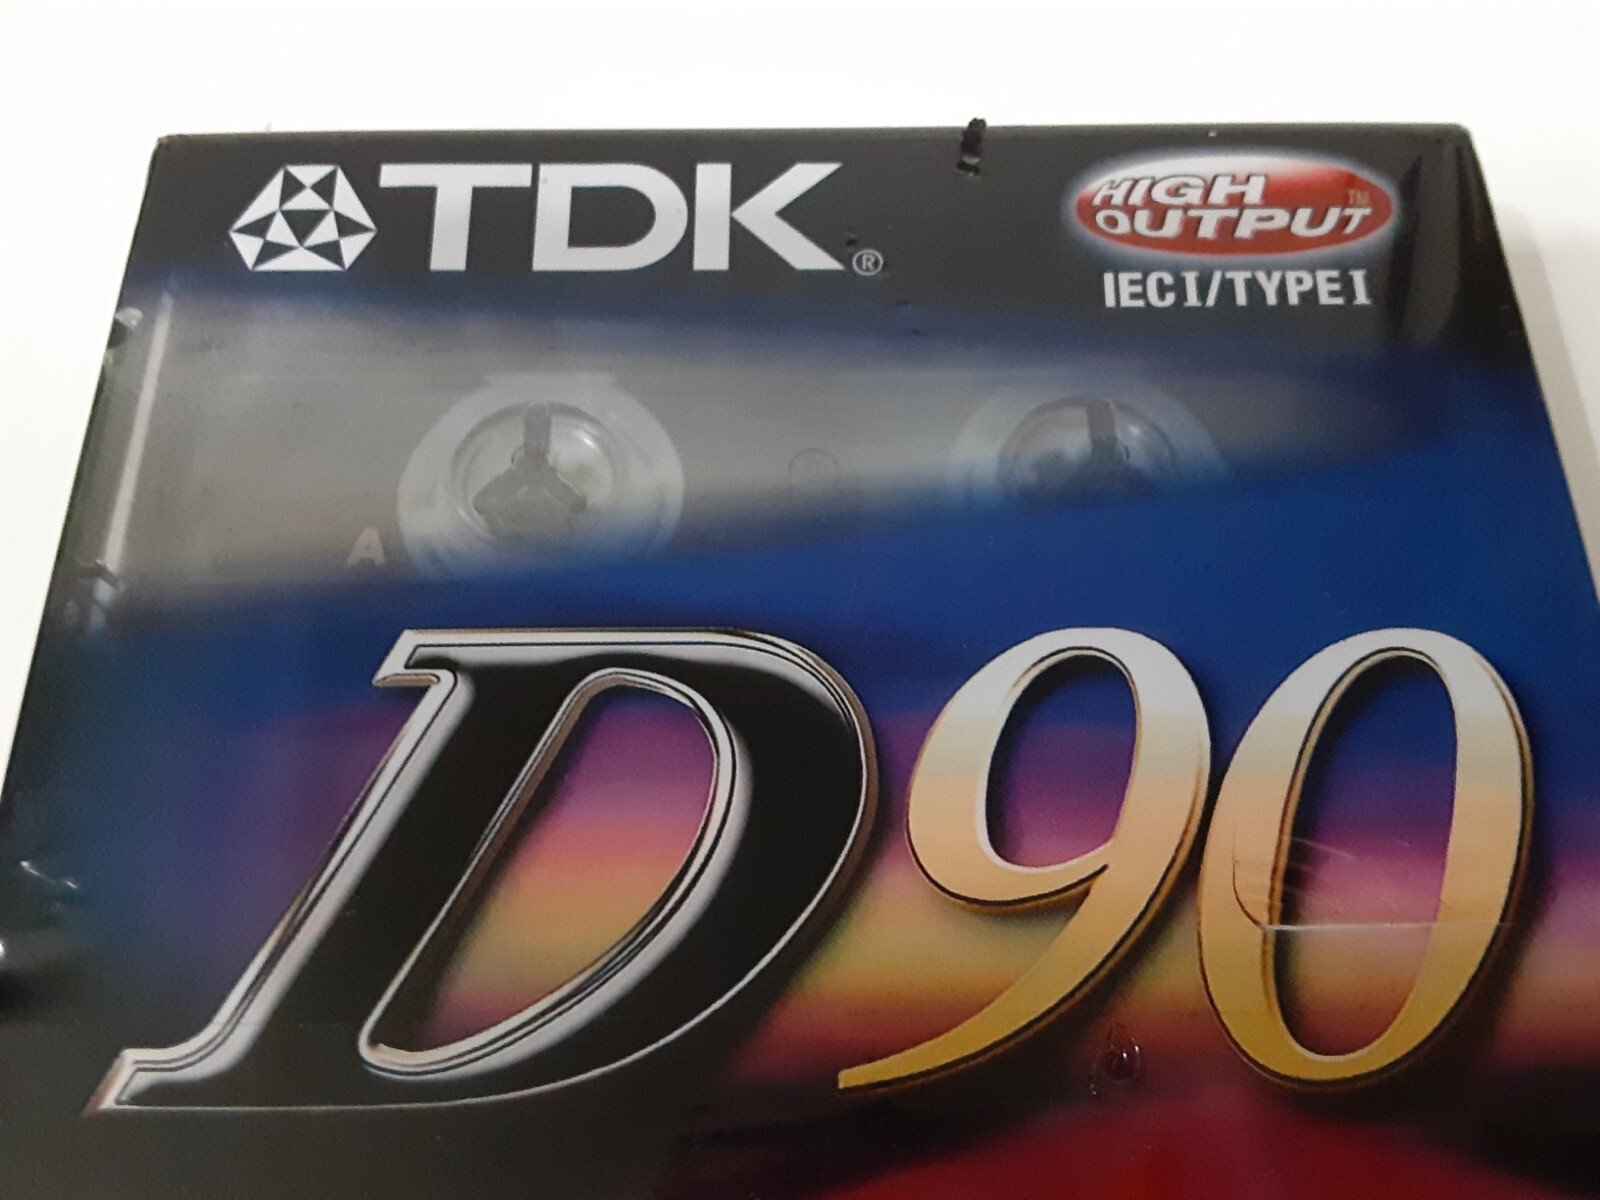 TDK®
HIGH
OUTPUT™
IEC I/TYPE I
A
D90